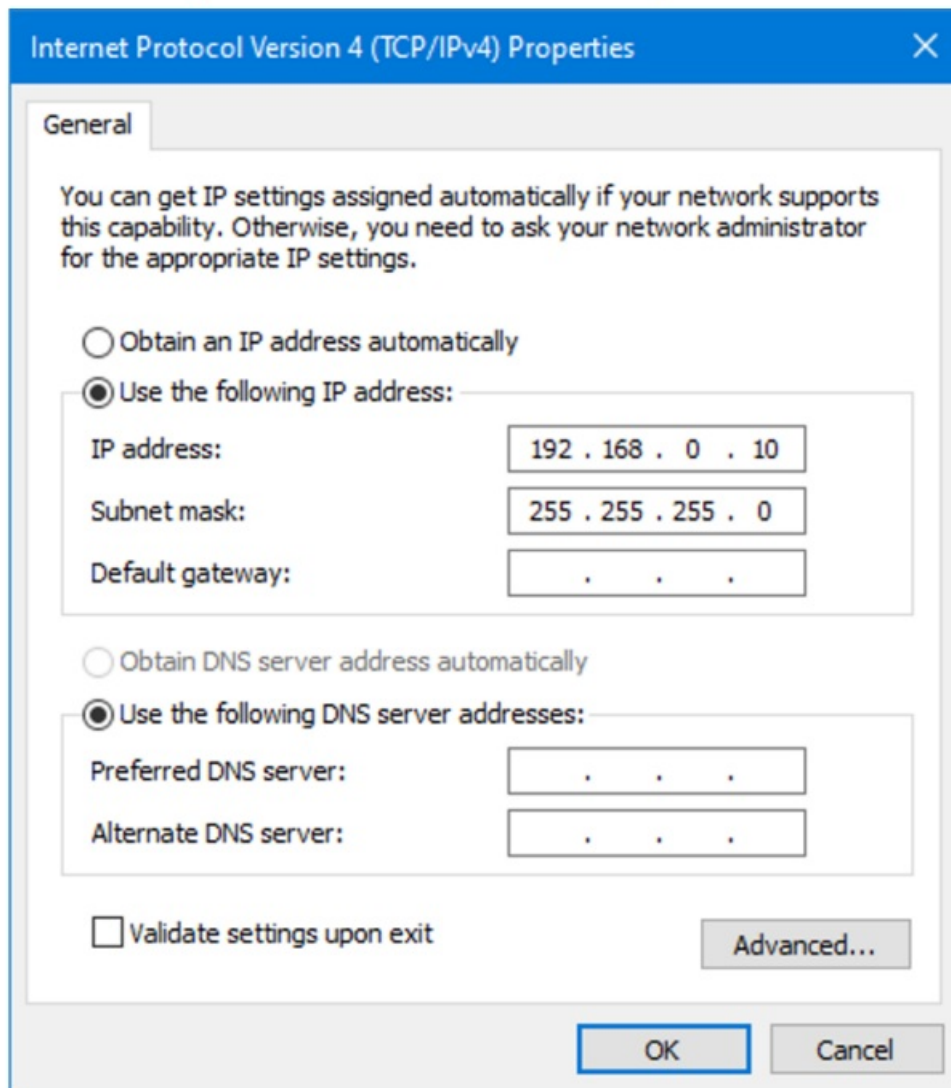 Internet Protocol Version 4 (TCP/IPv4) Properties
General
You can get IP settings assigned automatically if your network supports
this capability. Otherwise, you need to ask your network administrator
for the appropriate IP settings.
Obtain an IP address automatically
Use the following IP address:
IP address: 192 . 168 . 0 . 10
Subnet mask: 255 . 255 . 255 . 0
Default gateway: . . .
Obtain DNS server address automatically
Use the following DNS server addresses:
Preferred DNS server: . . .
Alternate DNS server: . . .
Validate settings upon exit
Advanced...
OK Cancel